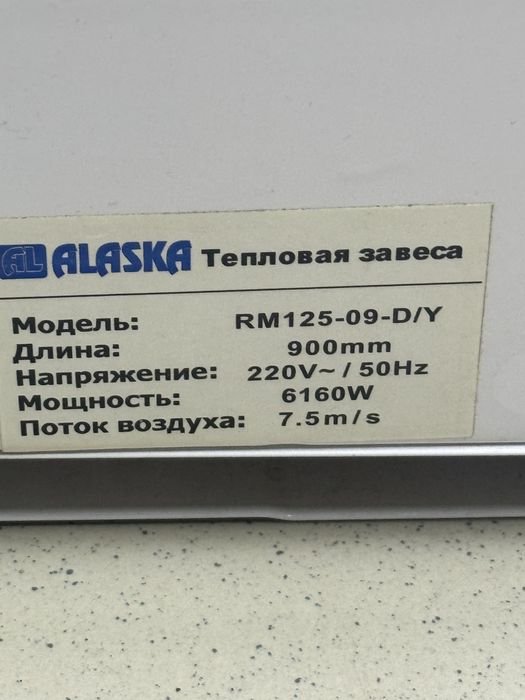 AL ALASKA Тепловая завеса
Модель: RM125-09-D/Y
Длина: 900mm
Напряжение: 220V~ / 50Hz
Мощность: 6160W
Поток воздуха: 7.5m/s